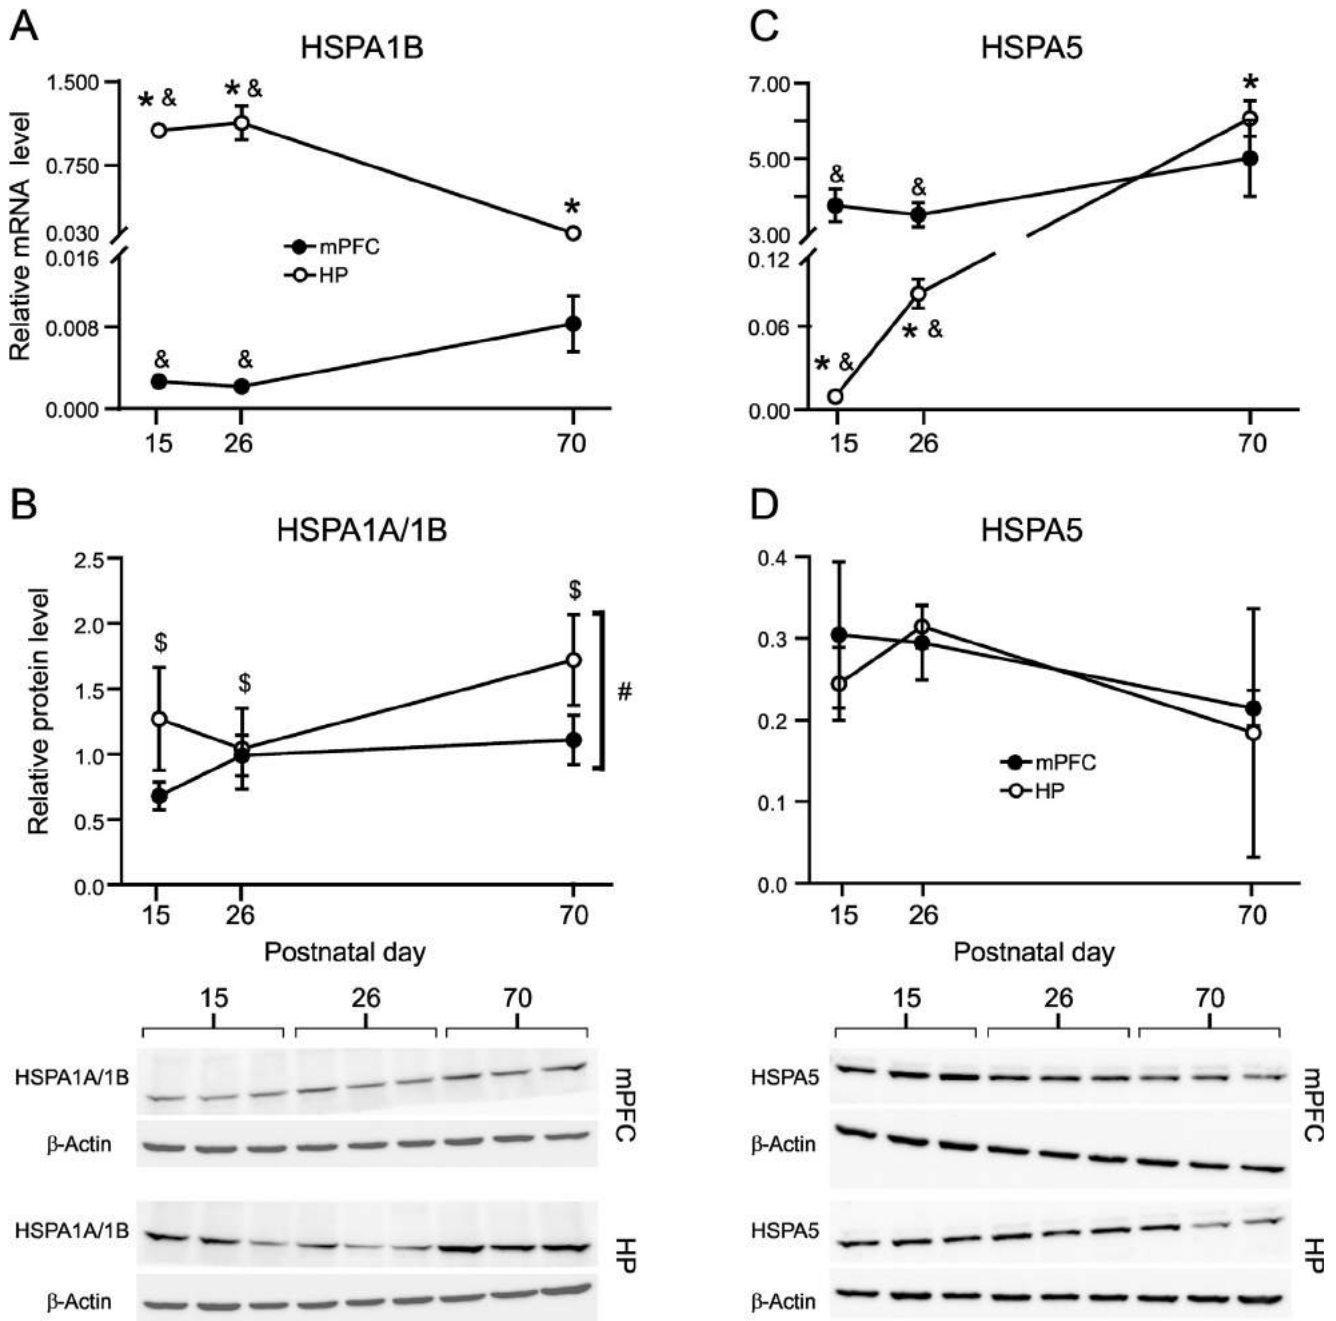 A
HSPA1B
Relative mRNA level
1.500
0.750
0.030
0.016
0.008
0.000
* &
* &
*
mPFC
HP
&
&
15
26
70
C
HSPA5
7.00
5.00
3.00
0.12
0.06
0.00
*
&
&
* &
* &
15
26
70
B
HSPA1A/1B
Relative protein level
2.5
2.0
1.5
1.0
0.5
0.0
$
$
$
#
15
26
70
Postnatal day
D
HSPA5
0.4
0.3
0.2
0.1
0.0
mPFC
HP
15
26
70
Postnatal day
15
26
70
HSPA1A/1B
β-Actin
mPFC
HSPA1A/1B
β-Actin
HP
15
26
70
HSPA5
β-Actin
mPFC
HSPA5
β-Actin
HP